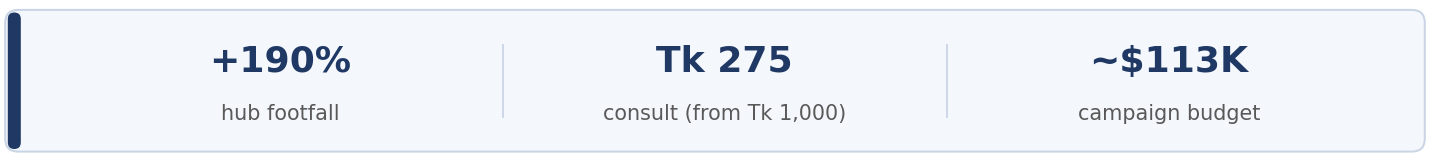 +190%
hub footfall
Tk 275
consult (from Tk 1,000)
~$113K
campaign budget